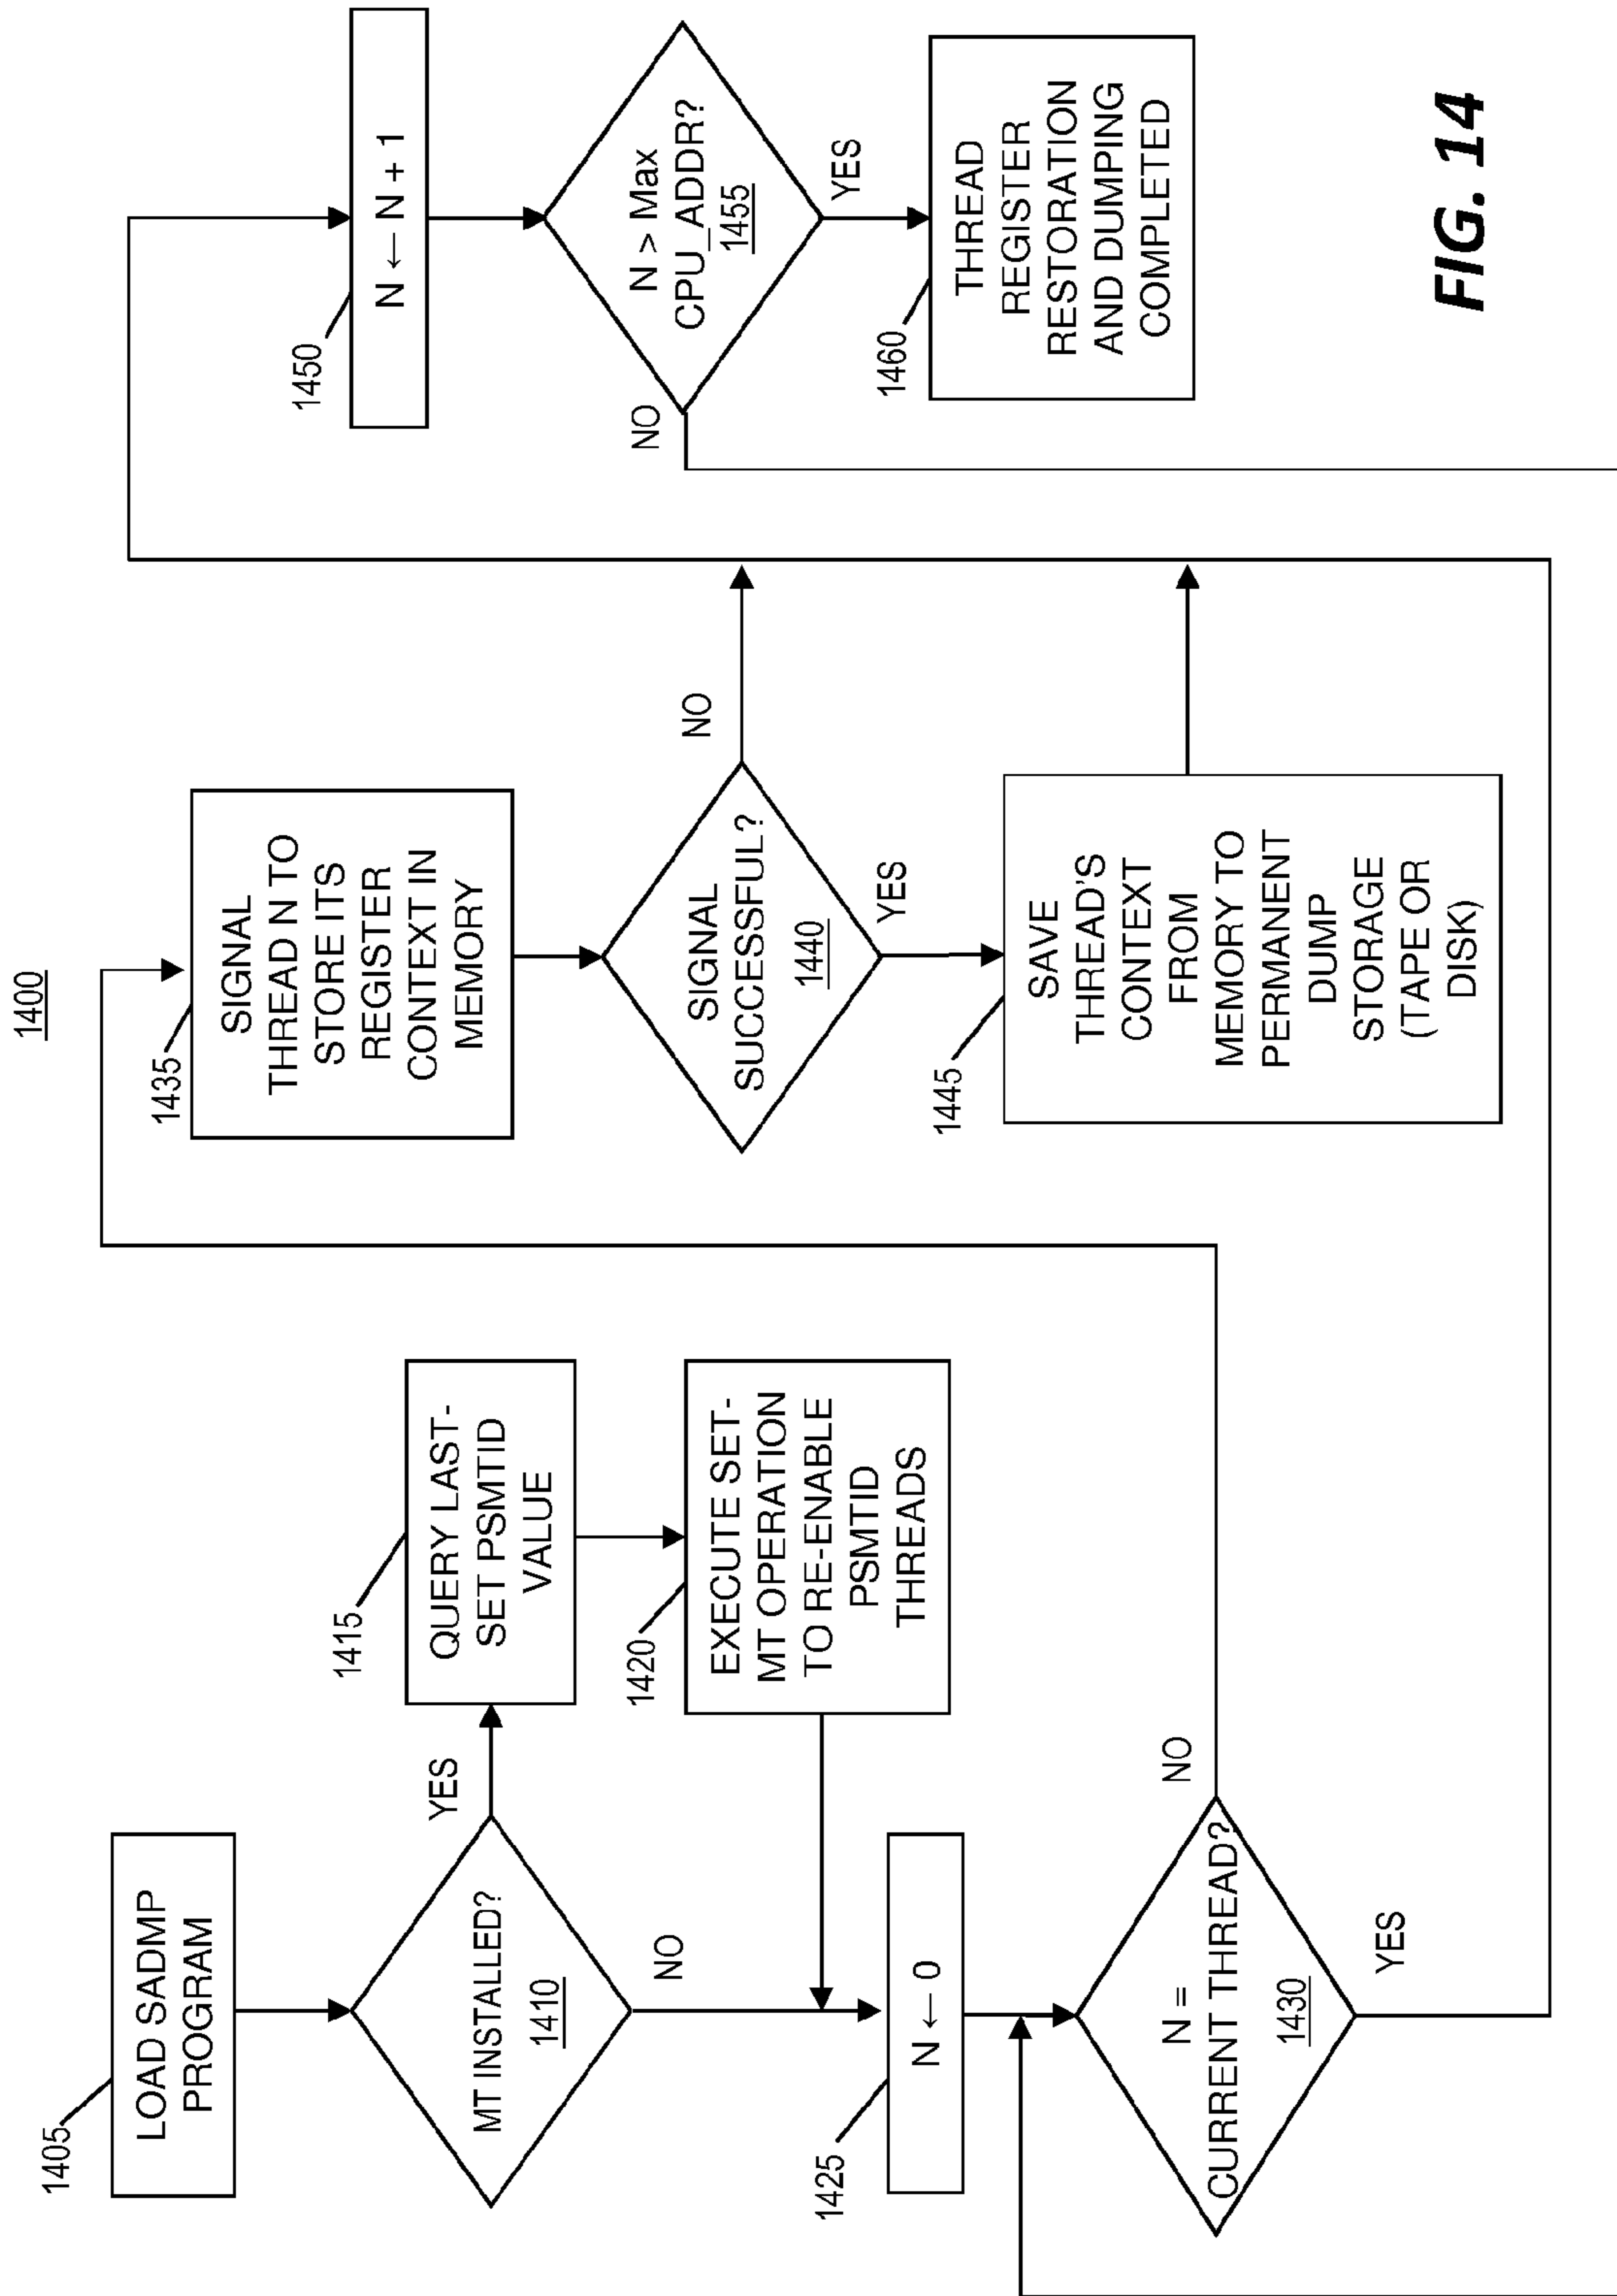 1400
1405
LOAD SADMP
PROGRAM
MT INSTALLED?
1410
YES
NO
1415
QUERY LAST-
SET PSMTID
VALUE
1420
EXECUTE SET-
MT OPERATION
TO RE-ENABLE
PSMTID
THREADS
1425
N ← 0
N =
CURRENT THREAD?
1430
NO
YES
1435
SIGNAL
THREAD N TO
STORE ITS
REGISTER
CONTEXT IN
MEMORY
SIGNAL
SUCCESSFUL?
1440
NO
YES
1445
SAVE
THREAD'S
CONTEXT
FROM
MEMORY TO
PERMANENT
DUMP
STORAGE
(TAPE OR
DISK)
1450
N ← N + 1
N > Max
CPU_ADDR?
1455
NO
YES
1460
THREAD
REGISTER
RESTORATION
AND DUMPING
COMPLETED
FIG. 14